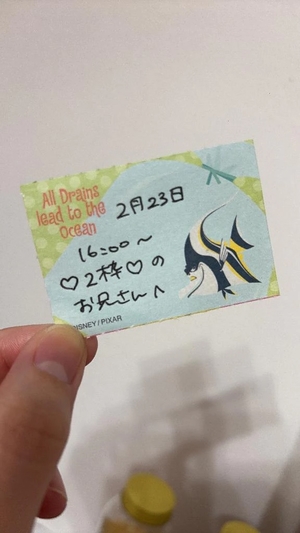 All Drains
lead to the
Ocean
2月23日
16:00〜
♡2枠♡の
お兄さんへ
DISNEY/PIXAR